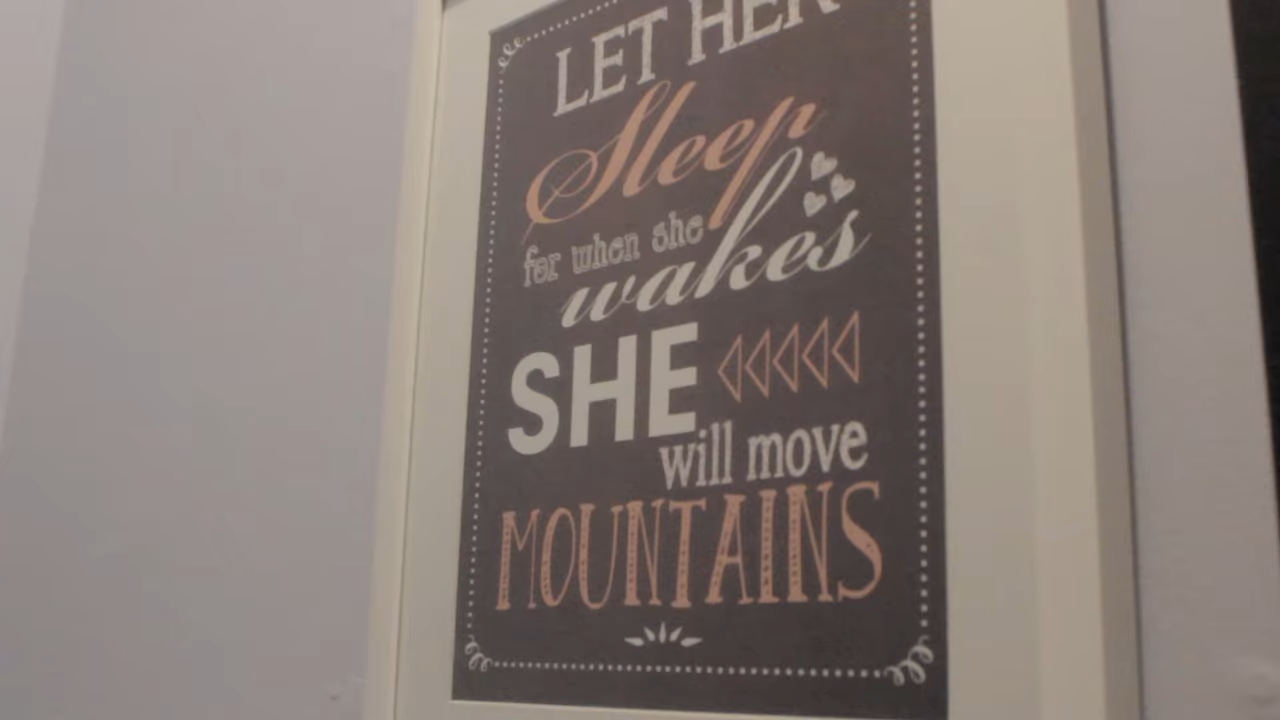 LET HER
Sleep
for when she
wakes
SHE
will move
MOUNTAINS